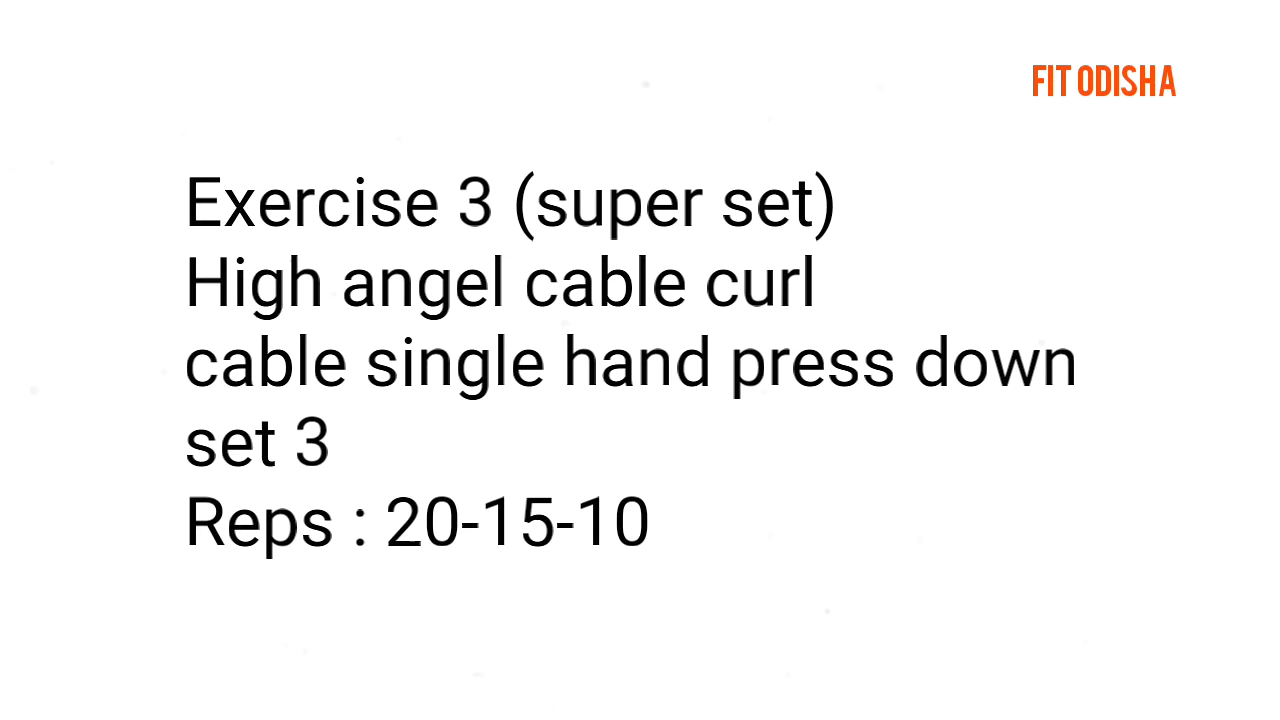 FIT ODISHA
Exercise 3 (super set)
High angel cable curl
cable single hand press down
set 3
Reps : 20-15-10